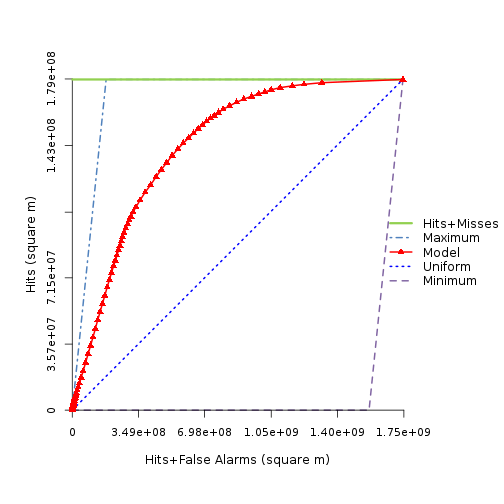 1.79e+08
1.43e+08
7.15e+07
3.57e+07
0
Hits (square m)
0
3.49e+08
6.98e+08
1.05e+09
1.40e+09
1.75e+09
Hits+False Alarms (square m)
Hits+Misses
Maximum
Model
Uniform
Minimum